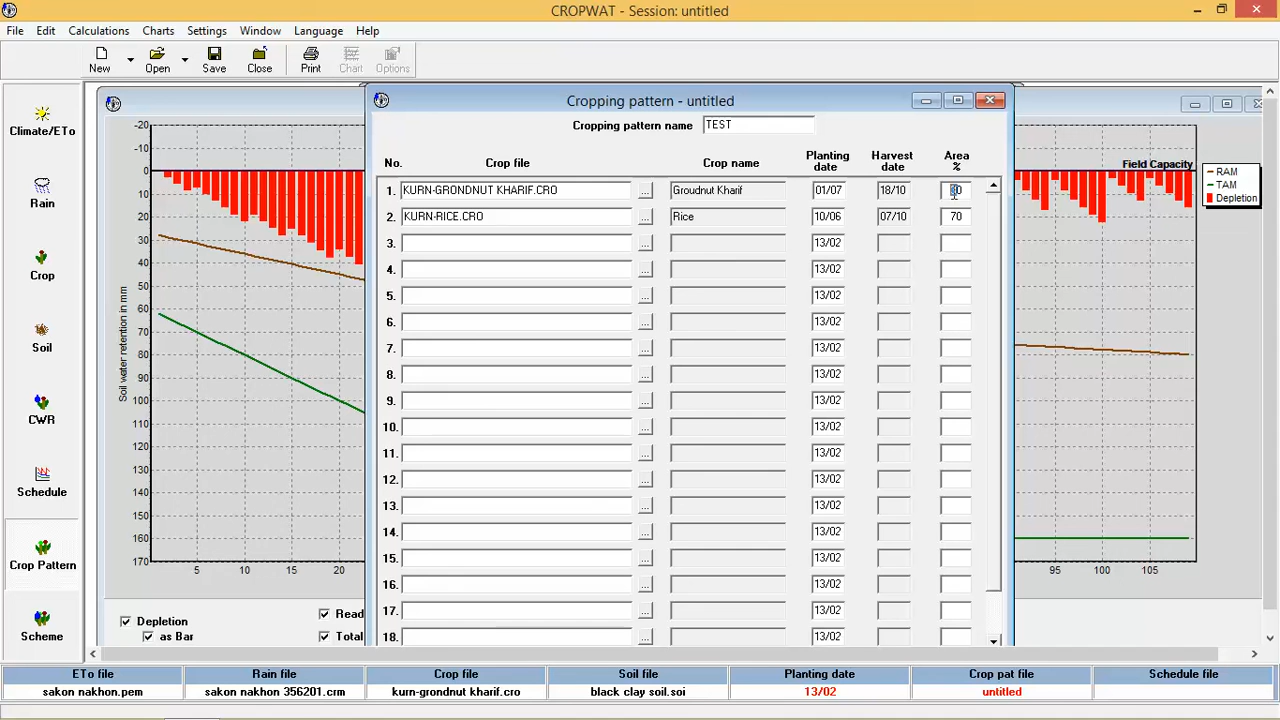 CROPWAT - Session: untitled
File Edit Calculations Charts Settings Window Language Help
New Open Save Close Print Chart Options
Climate/ETo
Rain
Crop
Soil
CWR
Schedule
Crop Pattern
Scheme
Cropping pattern - untitled
Cropping pattern name TEST
No. Crop file Crop name Planting date Harvest date Area %
1. KURN-GRONDNUT KHARIF.CRO ... Groudnut Kharif 01/07 18/10
2. KURN-RICE.CRO ... Rice 10/06 07/10 70
3. ... 13/02
4. ... 13/02
5. ... 13/02
6. ... 13/02
7. ... 13/02
8. ... 13/02
9. ... 13/02
10. ... 13/02
11. ... 13/02
12. ... 13/02
13. ... 13/02
14. ... 13/02
15. ... 13/02
16. ... 13/02
17. ... 13/02
18. ... 13/02
Soil water retention in mm
-20
-10
0
10
20
30
40
50
60
70
80
90
100
110
120
130
140
150
160
170
5 10 15 20
95 100 105
Field Capacity
RAM
TAM
Depletion
Depletion
as Bar
Read
Total
ETo file Rain file Crop file Soil file Planting date Crop pat file Schedule file
sakon nakhon.pem sakon nakhon 356201.crm kurn-grondnut kharif.cro black clay soil.soi 13/02 untitled